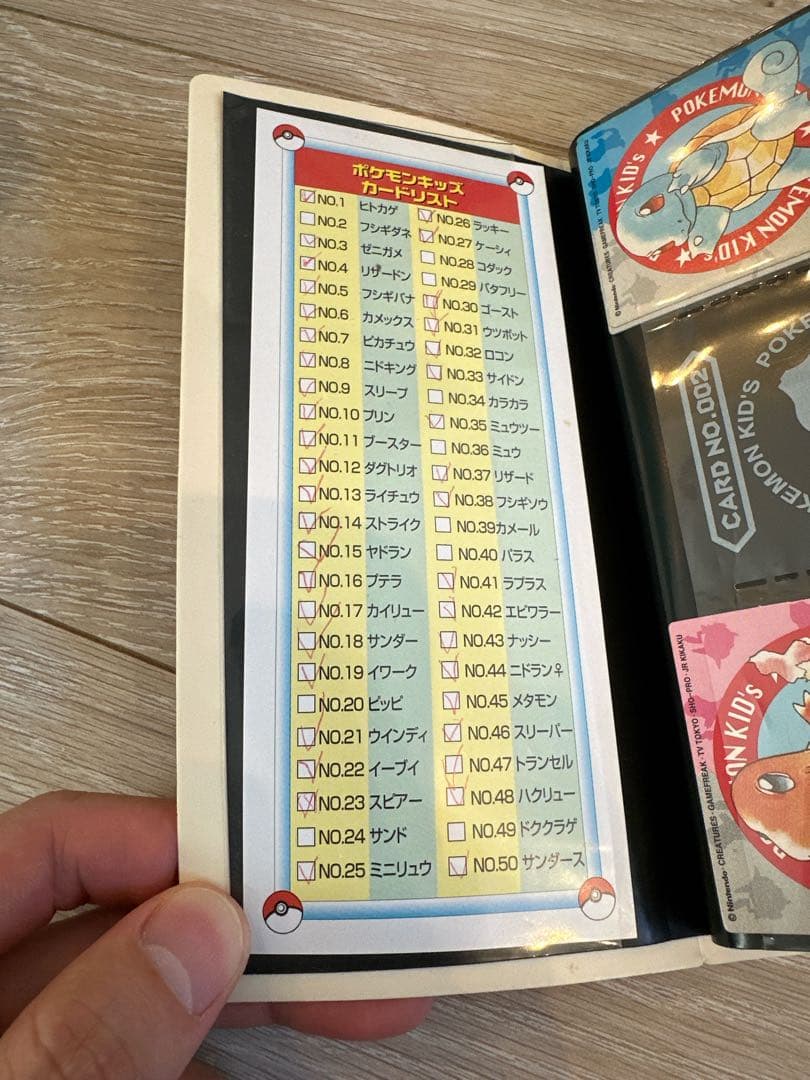 ポケモンキッズ
カードリスト
NO.1 ヒトカゲ
NO.2 フシギダネ
NO.3 ゼニガメ
NO.4 リザードン
NO.5 フシギバナ
NO.6 カメックス
NO.7 ピカチュウ
NO.8 ニドキング
NO.9 スリープ
NO.10 プリン
NO.11 ブースター
NO.12 ダグトリオ
NO.13 ライチュウ
NO.14 ストライク
NO.15 ヤドラン
NO.16 プテラ
NO.17 カイリュー
NO.18 サンダー
NO.19 イワーク
NO.20 ピッピ
NO.21 ウインディ
NO.22 イーブイ
NO.23 スピアー
NO.24 サンド
NO.25 ミニリュウ
NO.26 ラッキー
NO.27 ケーシィ
NO.28 コダック
NO.29 バタフリー
NO.30 ゴースト
NO.31 ウツボット
NO.32 ロコン
NO.33 サイドン
NO.34 カラカラ
NO.35 ミュウツー
NO.36 ミュウ
NO.37 リザード
NO.38 フシギソウ
NO.39 カメール
NO.40 パラス
NO.41 ラプラス
NO.42 エビワラー
NO.43 ナッシー
NO.44 ニドラン♀
NO.45 メタモン
NO.46 スリーパー
NO.47 トランセル
NO.48 ハクリュー
NO.49 ドククラゲ
NO.50 サンダース
POKEMON KID'S
CARD NO.002
EMON KID'S POKE
ON KID'S
©Nintendo・CREATURES・GAMEFREAK・TV TOKYO・SHO-PRO・JR KIKAKU